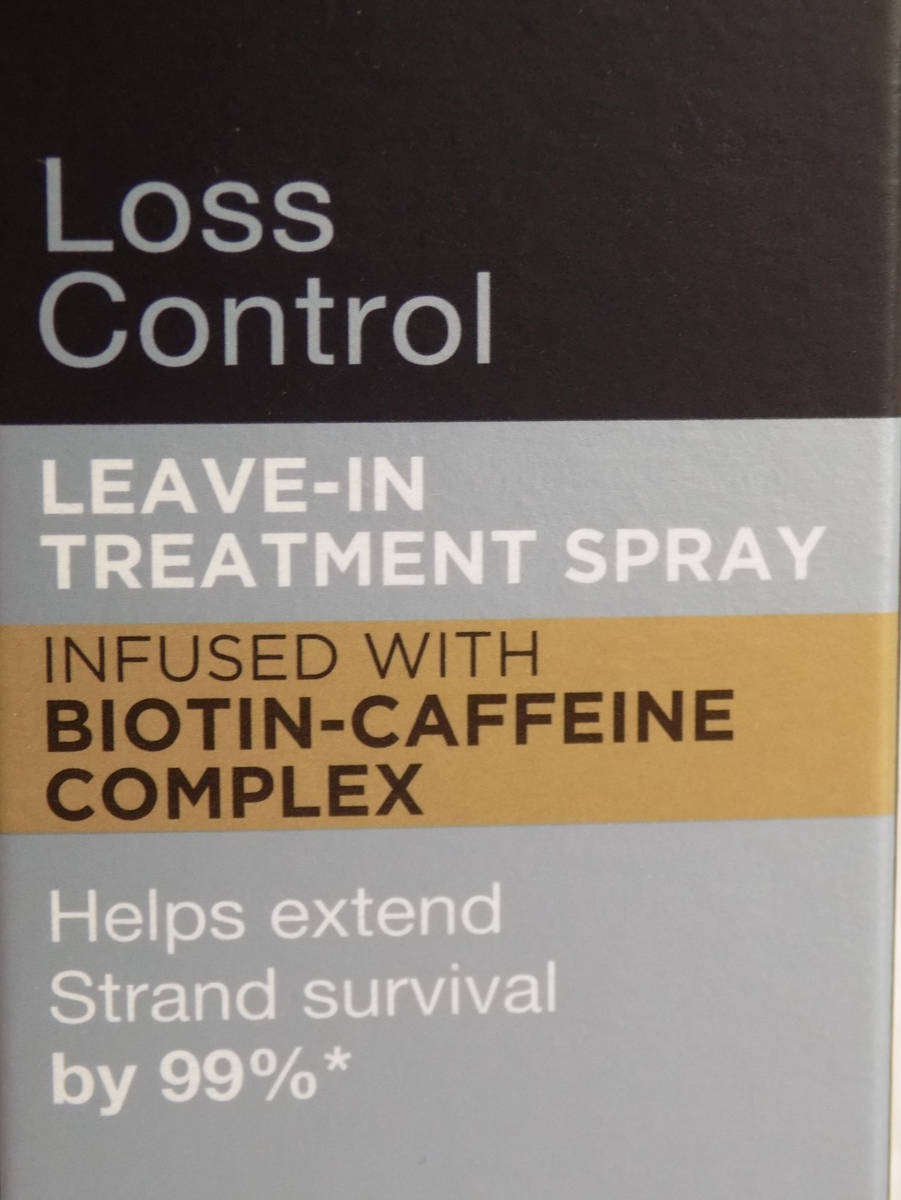 Loss
Control
LEAVE-IN
TREATMENT SPRAY
INFUSED WITH
BIOTIN-CAFFEINE
COMPLEX
Helps extend
Strand survival
by 99%*